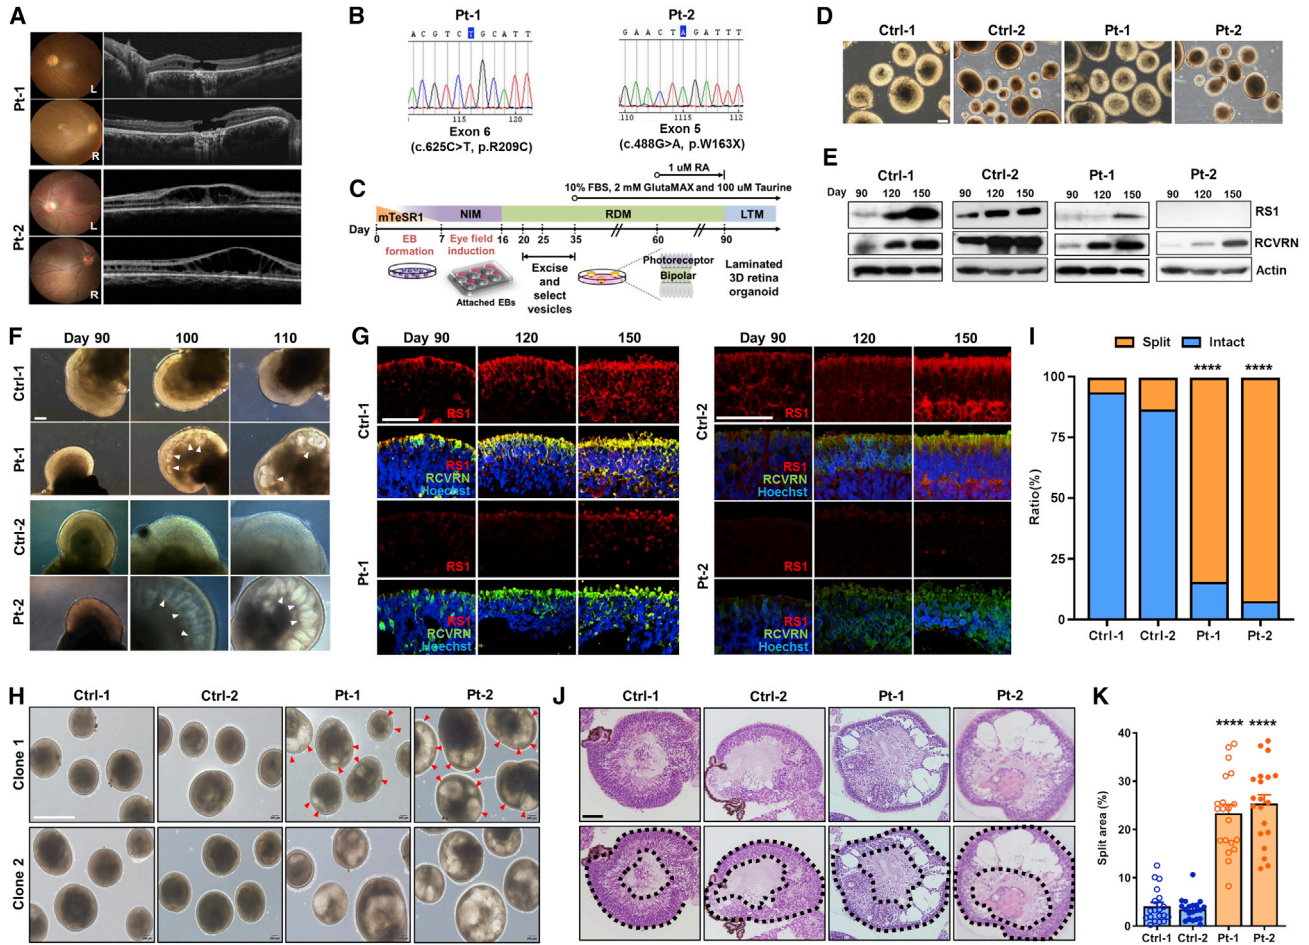 A
Pt-1
L
R
Pt-2
L
R
B
Pt-1
Pt-2
A C G T C T G C A T T
G A A C T A G T T T
110
115
120
110
1115
112
Exon 6
(c.625C>T, p.R209C)
Exon 5
(c.488G>A, p.W163X)
C
1 uM RA
10% FBS, 2 mM GlutaMAX and 100 uM Taurine
mTeSR1
NIM
RDM
LTM
Day
0
7
16
20
25
35
60
90
EB
formation
Eye field
induction
Attached EBs
Excise
and
select
vesicles
Photoreceptor
Bipolar
Laminated
3D retina
organoid
D
Ctrl-1
Ctrl-2
Pt-1
Pt-2
E
Ctrl-1
Ctrl-2
Pt-1
Pt-2
Day
90 120 150
90 120 150
90 120 150
90 120 150
RS1
RCVRN
Actin
F
Day 90
100
110
Ctrl-1
Pt-1
Ctrl-2
Pt-2
G
Day 90
120
150
Ctrl-1
RS1
RS1
RCVRN
Hoechst
Pt-1
RS1
RS1
RCVRN
Hoechst
Day 90
120
150
Ctrl-2
RS1
RS1
RCVRN
Hoechst
Pt-2
RS1
RS1
RCVRN
Hoechst
I
Split
Intact
****
****
Ratio(%)
100
75
50
25
0
Ctrl-1
Ctrl-2
Pt-1
Pt-2
H
Ctrl-1
Ctrl-2
Pt-1
Pt-2
Clone 1
Clone 2
J
Ctrl-1
Ctrl-2
Pt-1
Pt-2
K
****
****
Split area (%)
40
30
20
10
0
Ctrl-1
Ctrl-2
Pt-1
Pt-2